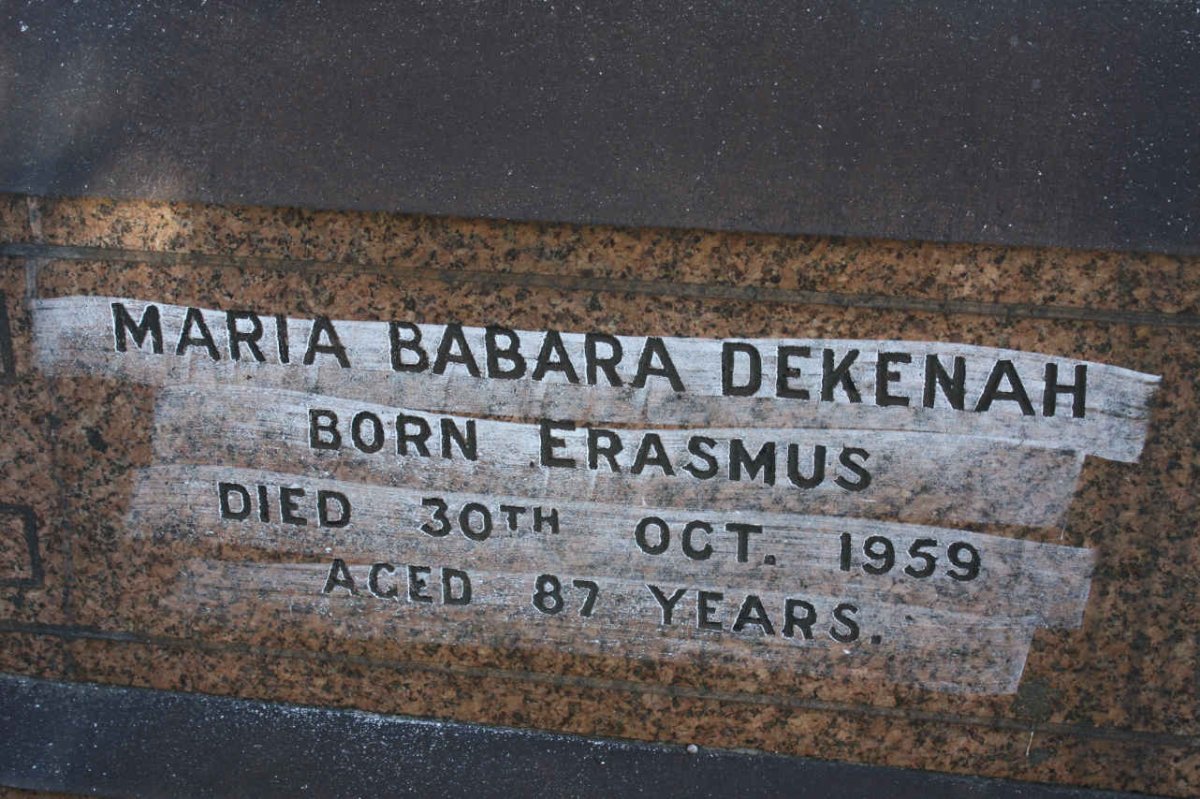 MARIA BABARA DEKENAH
BORN ERASMUS
DIED 30TH OCT. 1959
AGED 87 YEARS.